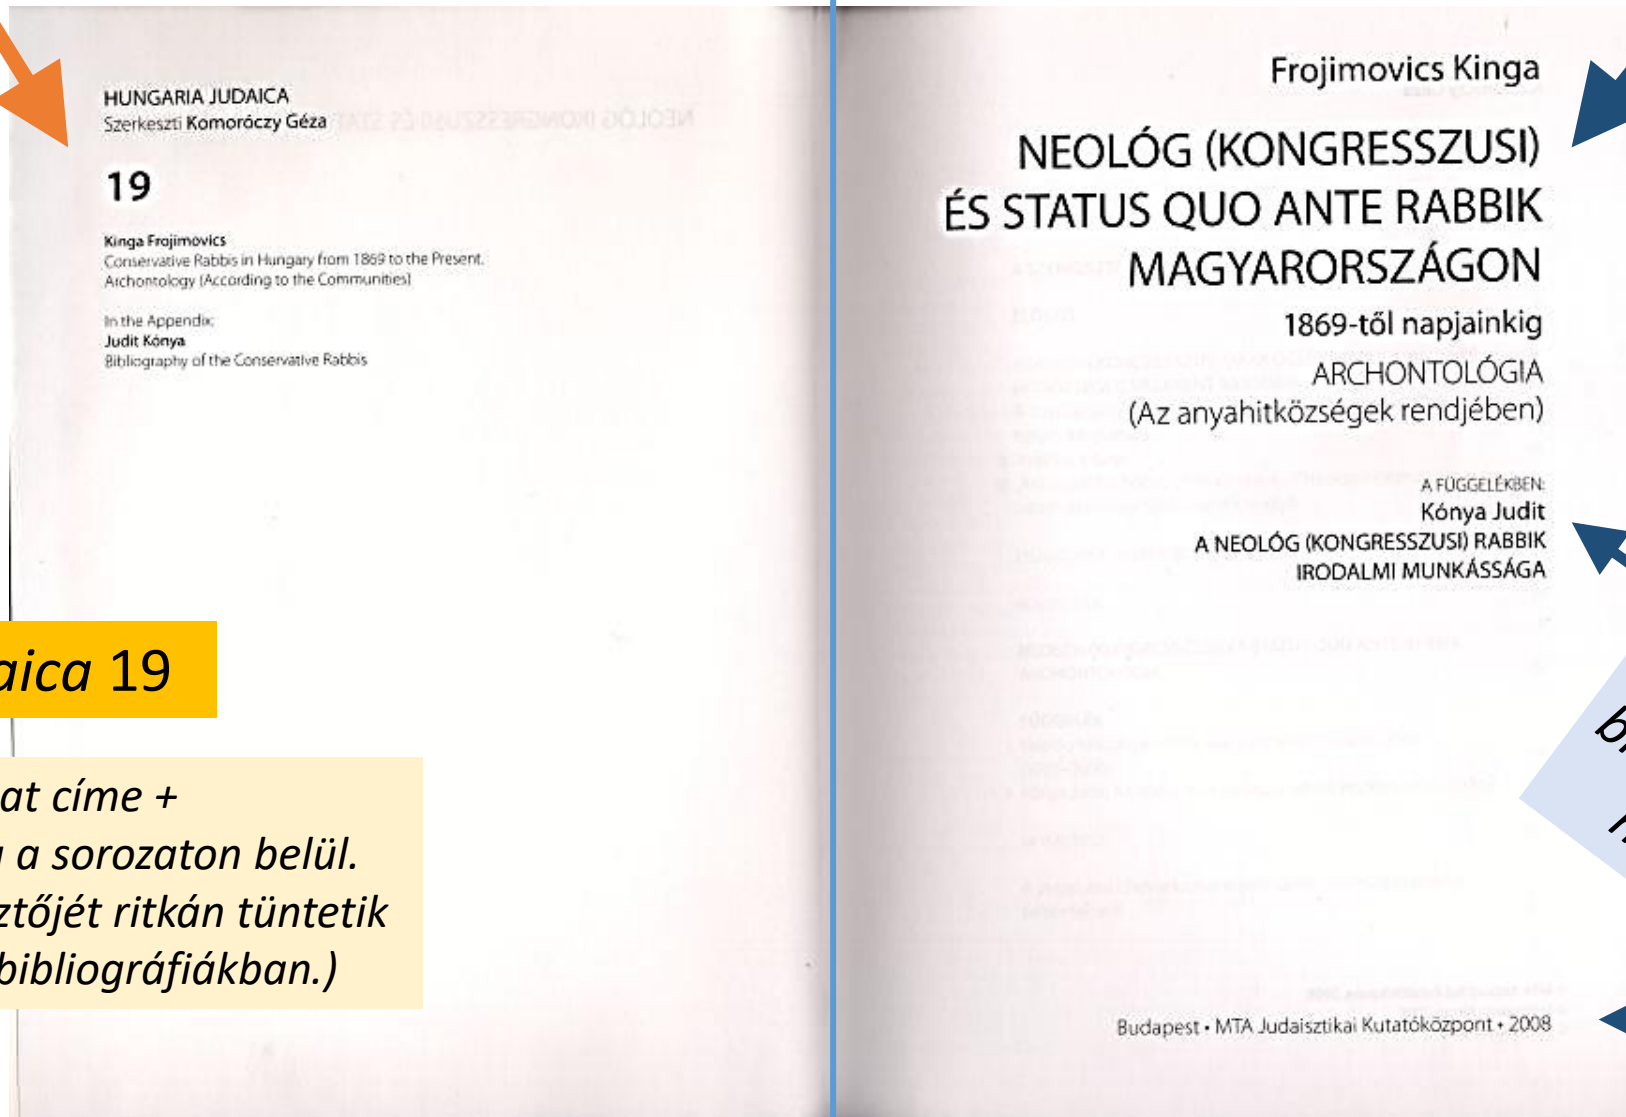 HUNGARIA JUDAICA
Szerkeszti Komoróczy Géza
19
Kinga Frojimovics
Conservative Rabbis in Hungary from 1869 to the Present.
Archontology (According to the Communities)
In the Appendix:
Judit Kónya
Bibliography of the Conservative Rabbis
aica 19
at címe +
a sorozaton belül.
ztőjét ritkán tüntetik
bibliográfiákban.)
Frojimovics Kinga
NEOLÓG (KONGRESSZUSI)
ÉS STATUS QUO ANTE RABBIK
MAGYARORSZÁGON
1869-től napjainkig
ARCHONTOLÓGIA
(Az anyahitközségek rendjében)
A FÜGGELÉKBEN:
Kónya Judit
A NEOLÓG (KONGRESSZUSI) RABBIK
IRODALMI MUNKÁSSÁGA
Budapest • MTA Judaisztikai Kutatóközpont • 2008